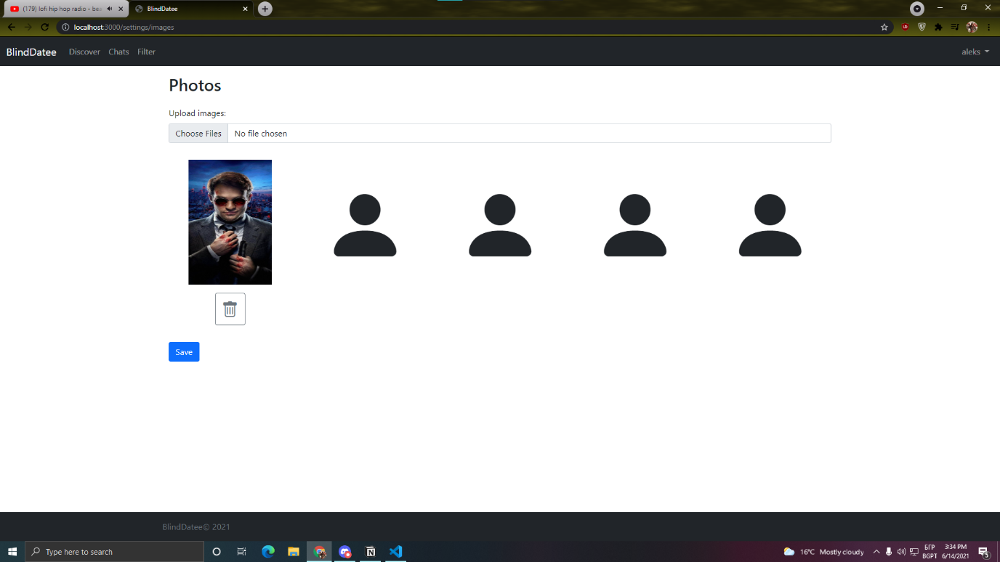 (179) lofi hip hop radio - bea
BlindDatee
localhost:3000/settings/images
BlindDatee Discover Chats Filter aleks
Photos
Upload images:
Choose Files No file chosen
Save
BlindDatee© 2021
Type here to search
16°C Mostly cloudy
БГР
BGPT
3:34 PM
6/14/2021
5